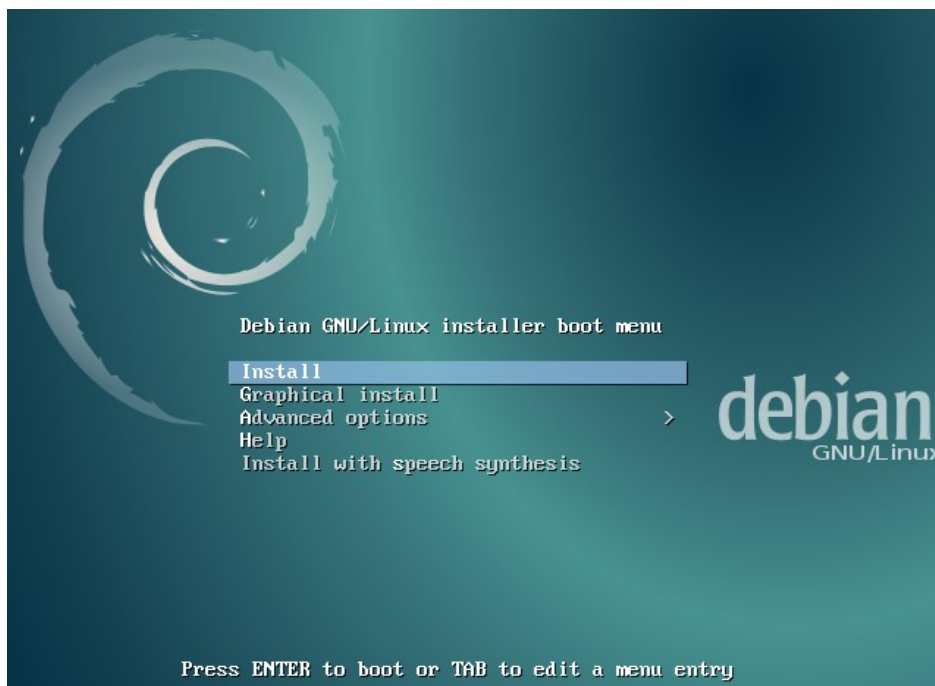 Debian GNU/Linux installer boot menu
Install
Graphical install
Advanced options >
Help
Install with speech synthesis
debian
GNU/Linux
Press ENTER to boot or TAB to edit a menu entry